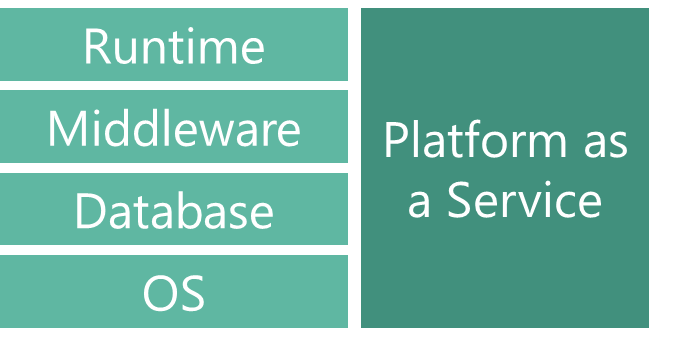 Runtime
Middleware
Database
OS
Platform as
a Service